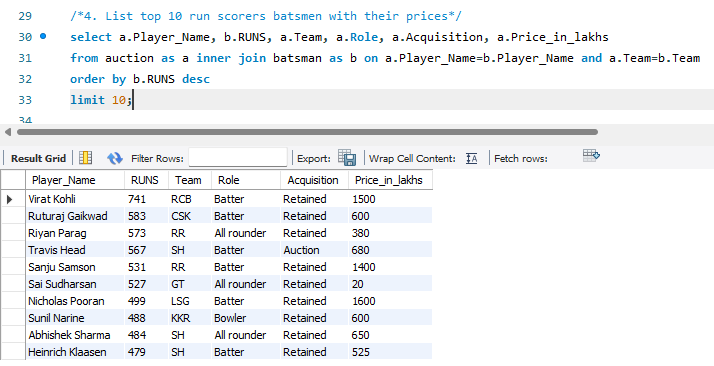 29 /*4. List top 10 run scorers batsmen with their prices*/
30 select a.Player_Name, b.RUNS, a.Team, a.Role, a.Acquisition, a.Price_in_lakhs
31 from auction as a inner join batsman as b on a.Player_Name=b.Player_Name and a.Team=b.Team
32 order by b.RUNS desc
33 limit 10;
34
Result Grid Filter Rows: Export: Wrap Cell Content: Fetch rows:
Player_Name RUNS Team Role Acquisition Price_in_lakhs
Virat Kohli 741 RCB Batter Retained 1500
Ruturaj Gaikwad 583 CSK Batter Retained 600
Riyan Parag 573 RR All rounder Retained 380
Travis Head 567 SH Batter Auction 680
Sanju Samson 531 RR Batter Retained 1400
Sai Sudharsan 527 GT All rounder Retained 20
Nicholas Pooran 499 LSG Batter Retained 1600
Sunil Narine 488 KKR Bowler Retained 600
Abhishek Sharma 484 SH All rounder Retained 650
Heinrich Klaasen 479 SH Batter Retained 525